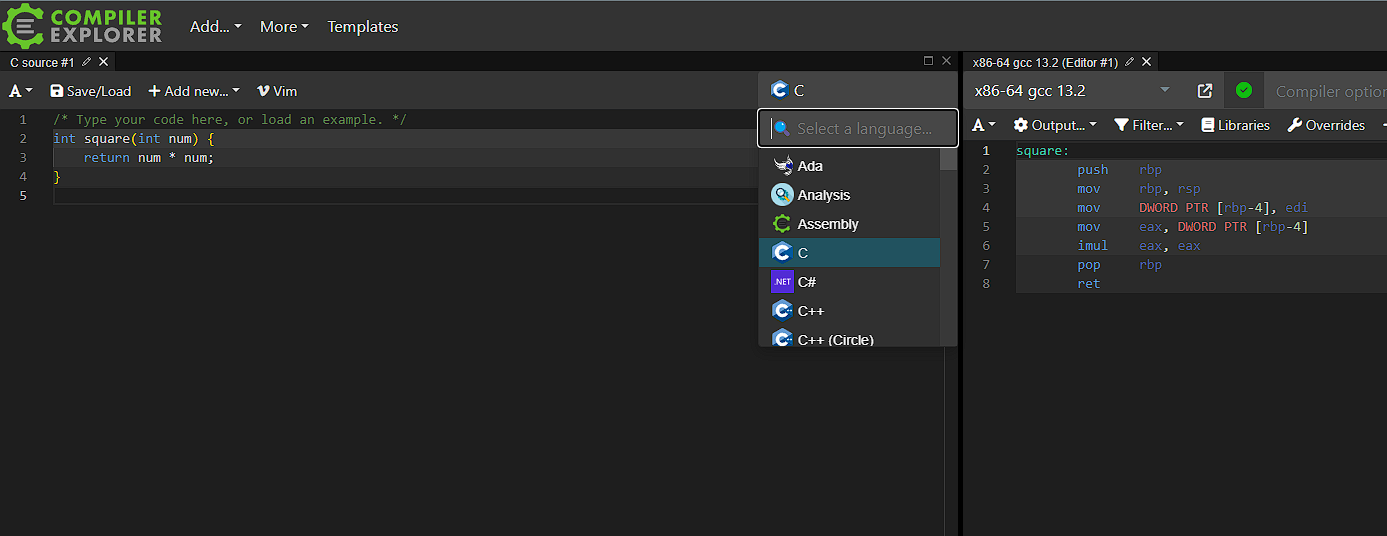 COMPILER
EXPLORER
Add... More Templates
C source #1
A Save/Load + Add new... Vim
C
Select a language...
Ada
Analysis
Assembly
C
.NET C#
C++
C++ (Circle)
1 /* Type your code here, or load an example. */
2 int square(int num) {
3     return num * num;
4 }
5
x86-64 gcc 13.2 (Editor #1)
x86-64 gcc 13.2 Compiler option
A Output... Filter... Libraries Overrides
1 square:
2         push    rbp
3         mov     rbp, rsp
4         mov     DWORD PTR [rbp-4], edi
5         mov     eax, DWORD PTR [rbp-4]
6         imul    eax, eax
7         pop     rbp
8         ret